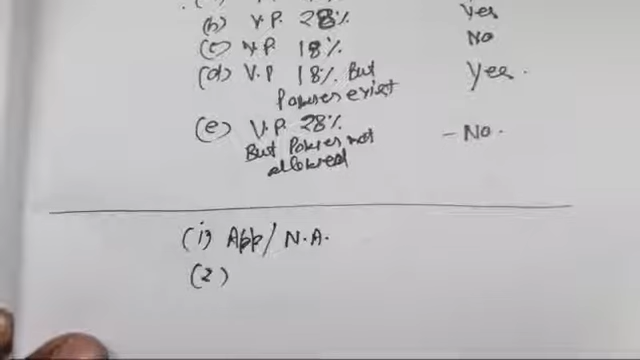 (b) V.P. 28% Yes
(c) V.P. 18% No
(d) V.P 18% But Yes.
Powers exist
(e) V.P. 28% - No.
But Powers not
allowed
(1) App/N.A.
(2)